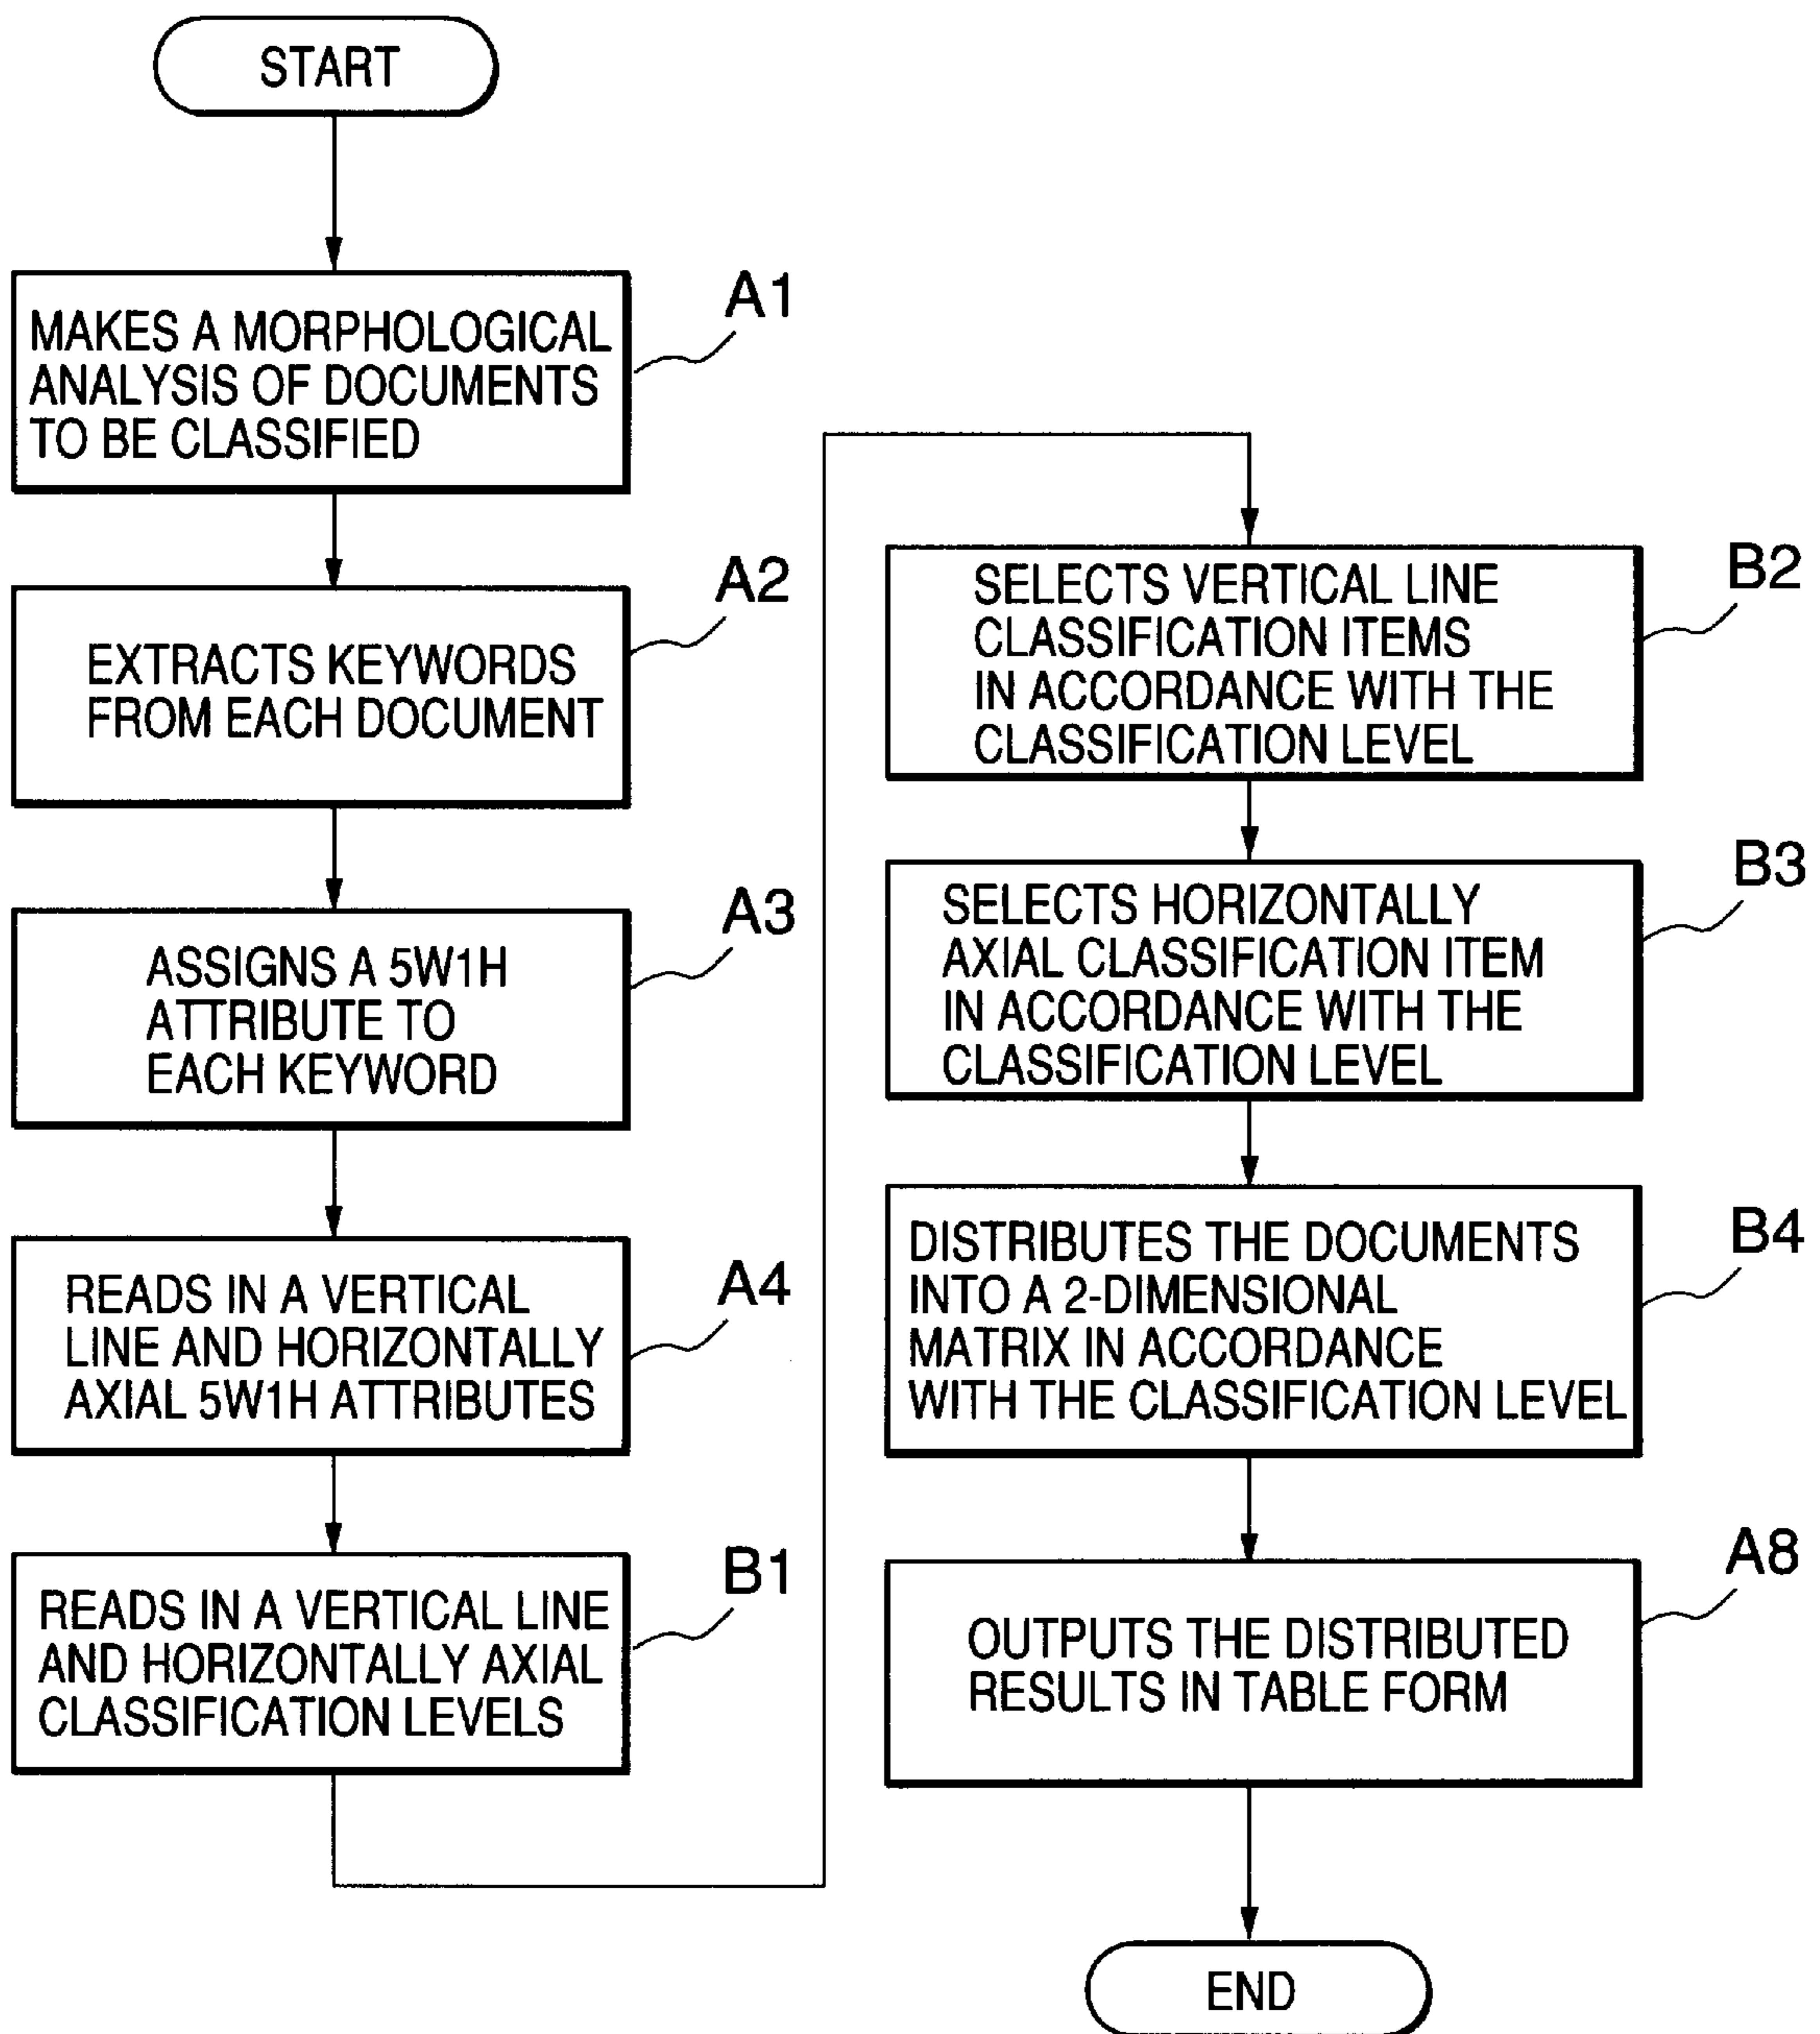 START
MAKES A MORPHOLOGICAL
ANALYSIS OF DOCUMENTS
TO BE CLASSIFIED
A1
EXTRACTS KEYWORDS
FROM EACH DOCUMENT
A2
ASSIGNS A 5W1H
ATTRIBUTE TO
EACH KEYWORD
A3
READS IN A VERTICAL
LINE AND HORIZONTALLY
AXIAL 5W1H ATTRIBUTES
A4
READS IN A VERTICAL LINE
AND HORIZONTALLY AXIAL
CLASSIFICATION LEVELS
B1
SELECTS VERTICAL LINE
CLASSIFICATION ITEMS
IN ACCORDANCE WITH THE
CLASSIFICATION LEVEL
B2
SELECTS HORIZONTALLY
AXIAL CLASSIFICATION ITEM
IN ACCORDANCE WITH THE
CLASSIFICATION LEVEL
B3
DISTRIBUTES THE DOCUMENTS
INTO A 2-DIMENSIONAL
MATRIX IN ACCORDANCE
WITH THE CLASSIFICATION LEVEL
B4
OUTPUTS THE DISTRIBUTED
RESULTS IN TABLE FORM
A8
END